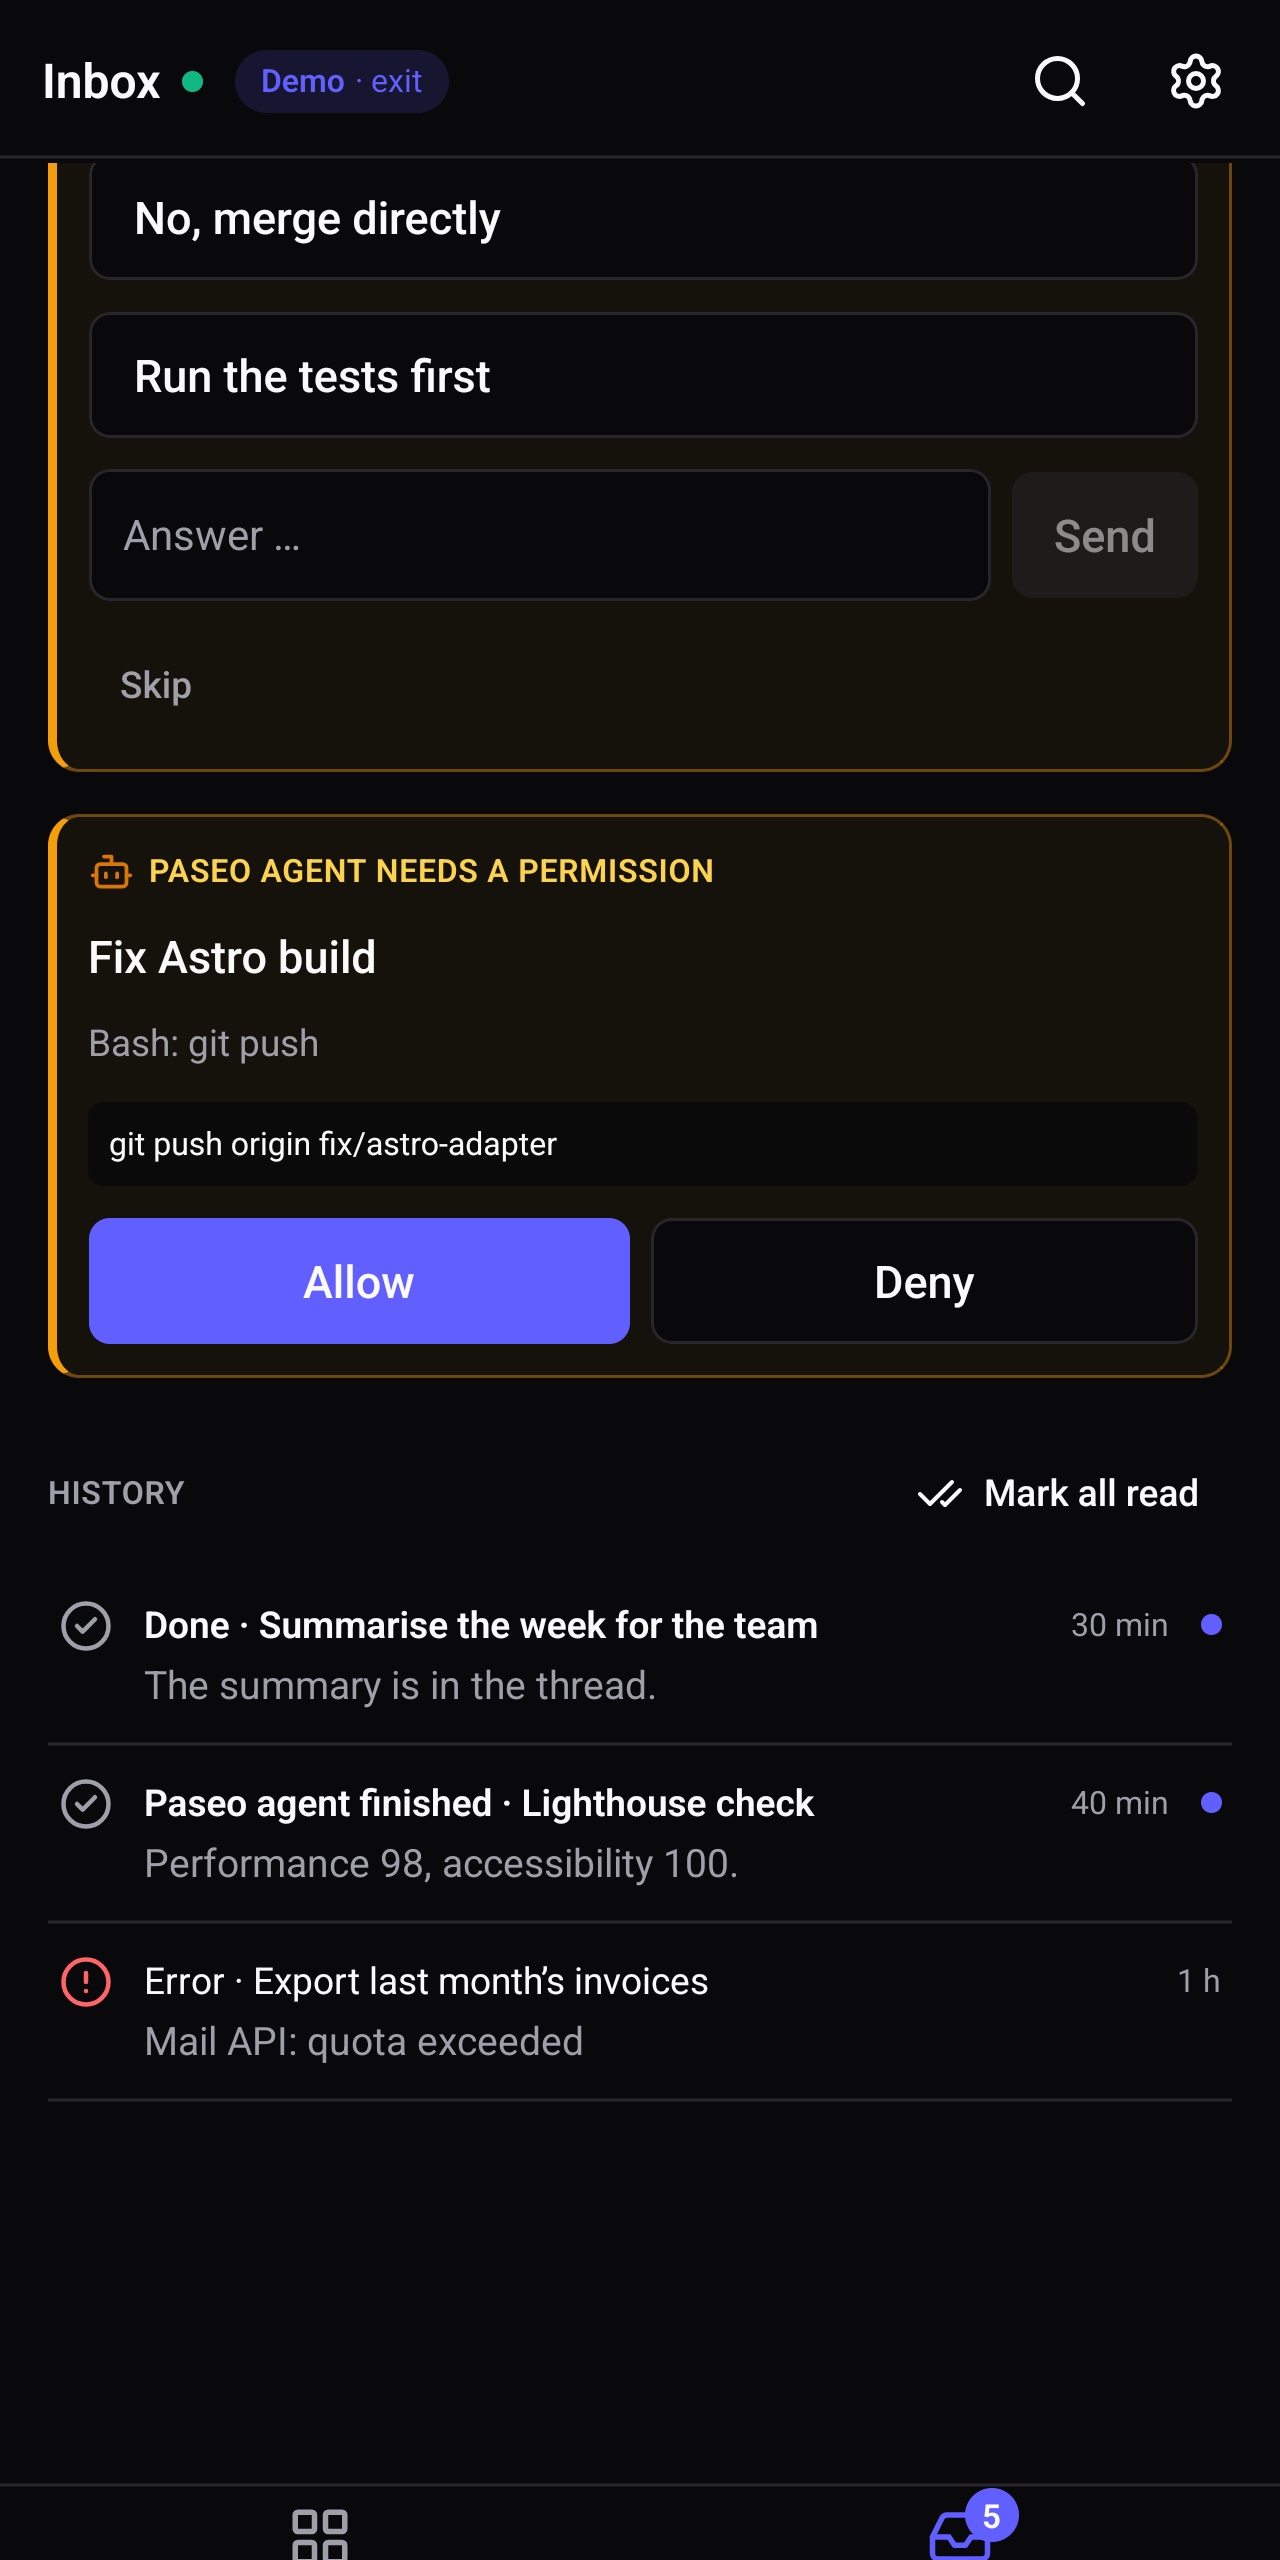 Inbox
Demo · exit
No, merge directly
Run the tests first
Answer ...
Send
Skip
PASEO AGENT NEEDS A PERMISSION
Fix Astro build
Bash: git push
git push origin fix/astro-adapter
Allow
Deny
HISTORY
Mark all read
Done · Summarise the week for the team
30 min
The summary is in the thread.
Paseo agent finished · Lighthouse check
40 min
Performance 98, accessibility 100.
Error · Export last month’s invoices
1 h
Mail API: quota exceeded
5